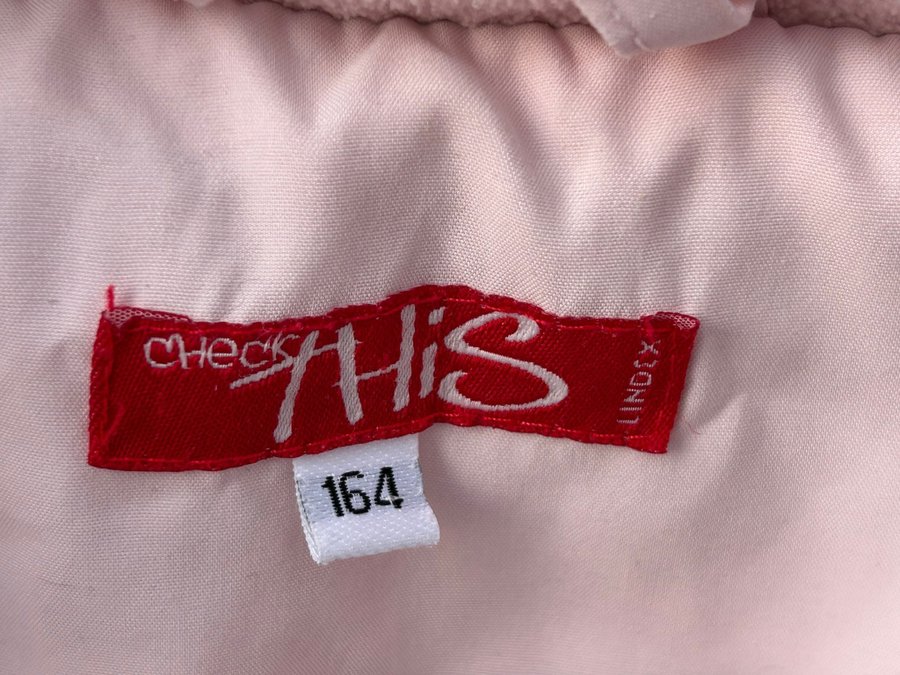 CHecK THiS
LINDEX
164